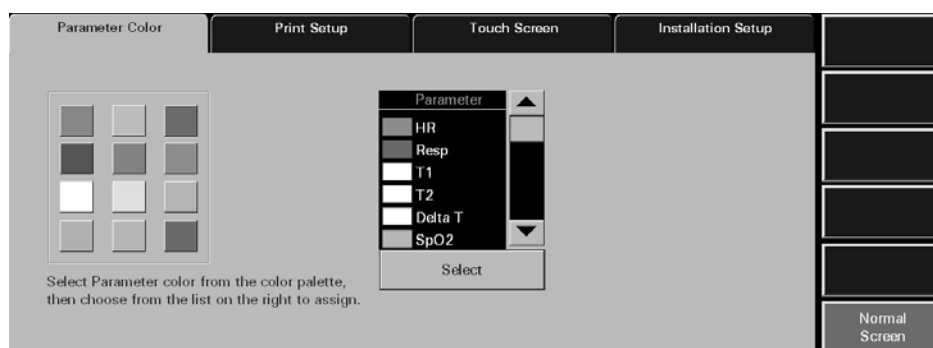 Parameter Color
Print Setup
Touch Screen
Installation Setup
Parameter
HR
Resp
T1
T2
Delta T
SpO2
Select
Select Parameter color from the color palette,
then choose from the list on the right to assign.
Normal
Screen